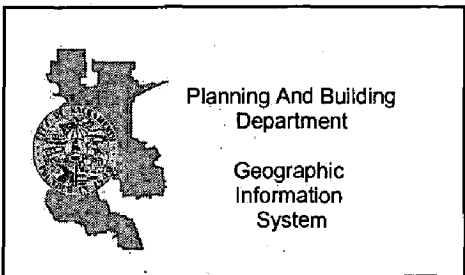 Planning And Building
Department
Geographic
Information
System